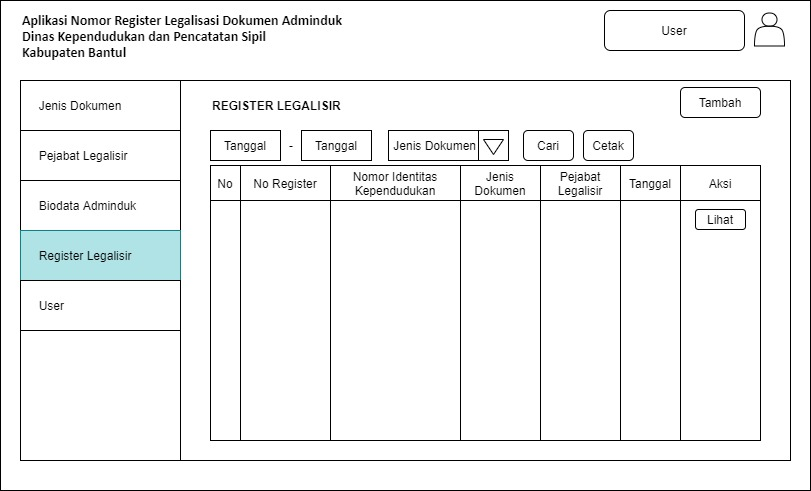 Aplikasi Nomor Register Legalisasi Dokumen Adminduk
Dinas Kependudukan dan Pencatatan Sipil
Kabupaten Bantul
User
Jenis Dokumen
Pejabat Legalisir
Biodata Adminduk
Register Legalisir
User
REGISTER LEGALISIR
Tambah
Tanggal - Tanggal Jenis Dokumen Cari Cetak
No
No Register
Nomor Identitas
Kependudukan
Jenis
Dokumen
Pejabat
Legalisir
Tanggal
Aksi
Lihat